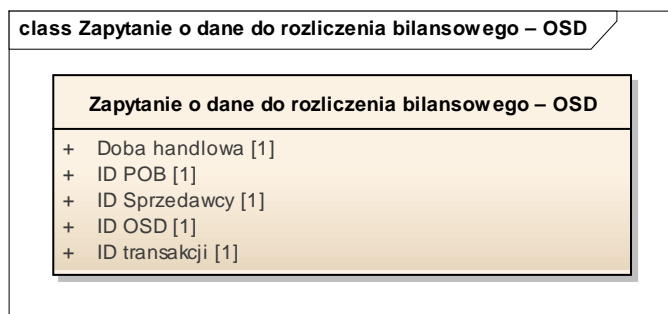 class Zapytanie o dane do rozliczenia bilansowego – OSD
Zapytanie o dane do rozliczenia bilansowego – OSD
+ Doba handlowa [1]
+ ID POB [1]
+ ID Sprzedawcy [1]
+ ID OSD [1]
+ ID transakcji [1]